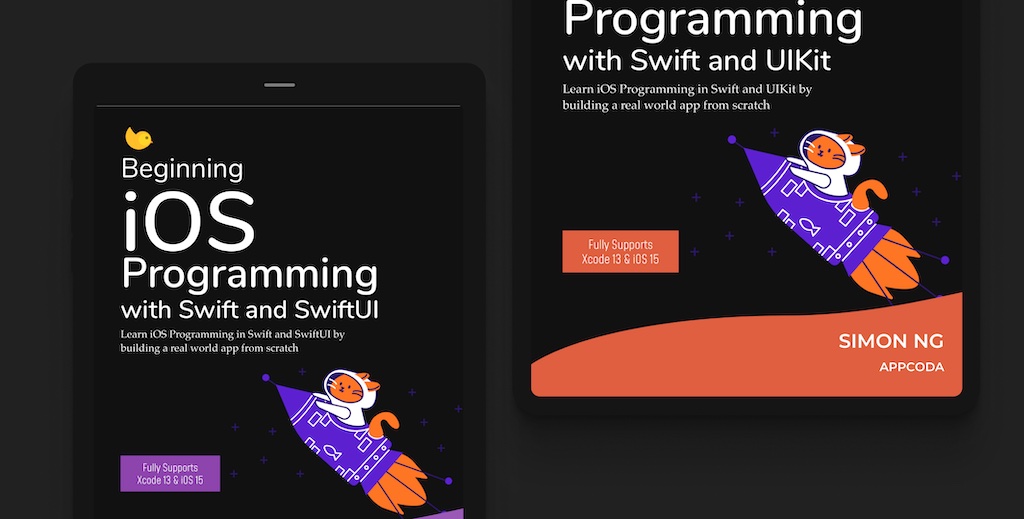 Beginning
iOS
Programming
with Swift and SwiftUI
Learn iOS Programming in Swift and SwiftUI by
building a real world app from scratch
Fully Supports
Xcode 13 & iOS 15
Programming
with Swift and UIKit
Learn iOS Programming in Swift and UIKit by
building a real world app from scratch
Fully Supports
Xcode 13 & iOS 15
SIMON NG
APPCODA